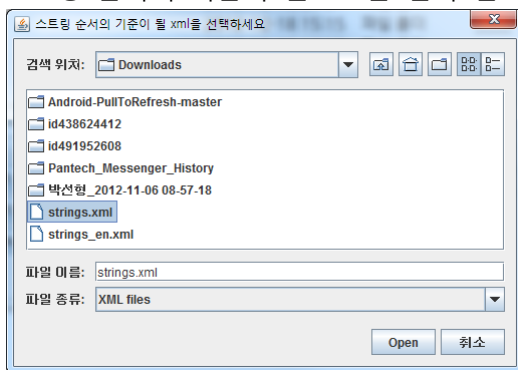 스트링 순서의 기준이 될 xml을 선택하세요
검색 위치: Downloads
Android-PullToRefresh-master
id438624412
id491952608
Pantech_Messenger_History
박선형_2012-11-06 08-57-18
strings.xml
strings_en.xml
파일 이름: strings.xml
파일 종류: XML files
Open 취소